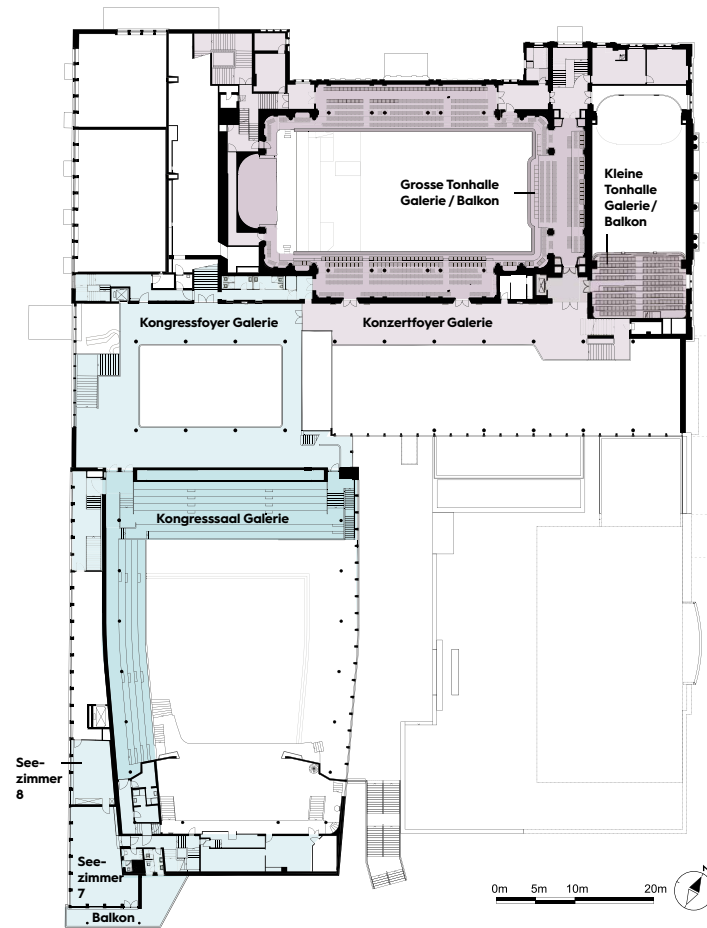 Grosse Tonhalle
Galerie / Balkon
Kleine
Tonhalle
Galerie /
Balkon
Kongressfoyer Galerie
Konzertfoyer Galerie
Kongresssaal Galerie
See-
zimmer
8
See-
zimmer
7
Balkon
0m 5m 10m 20m